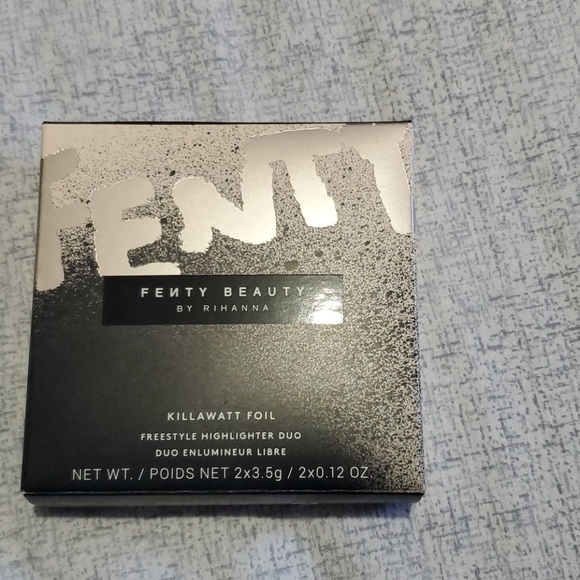 FENTY
FEИTY BEAUTY
BY RIHANNA
KILLAWATT FOIL
FREESTYLE HIGHLIGHTER DUO
DUO ENLUMINEUR LIBRE
NET WT. / POIDS NET 2x3.5g / 2x0.12 OZ.